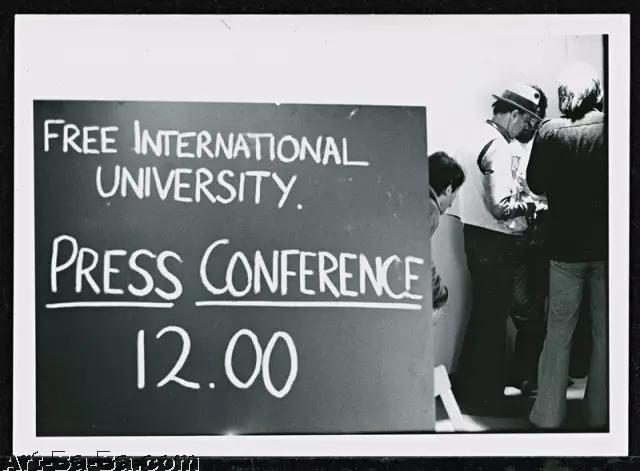 FREE INTERNATIONAL
UNIVERSITY.
PRESS CONFERENCE
12.00
Art-Ba-Ba.com